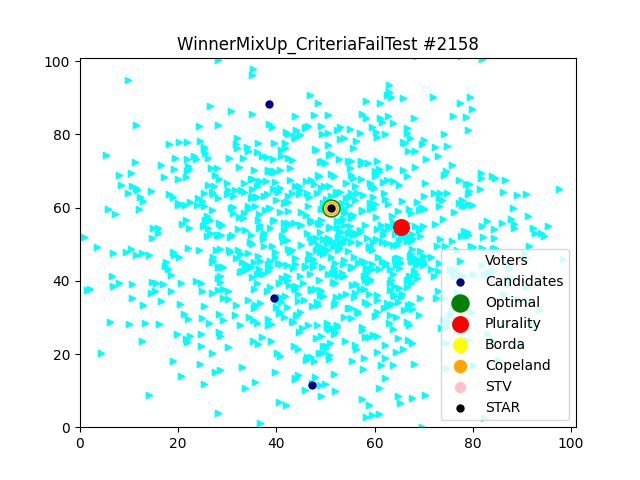 WinnerMixUp_CriteriaFailTest #2158
100
80
60
40
20
0
0
20
40
60
80
100
Voters
Candidates
Optimal
Plurality
Borda
Copeland
STV
STAR